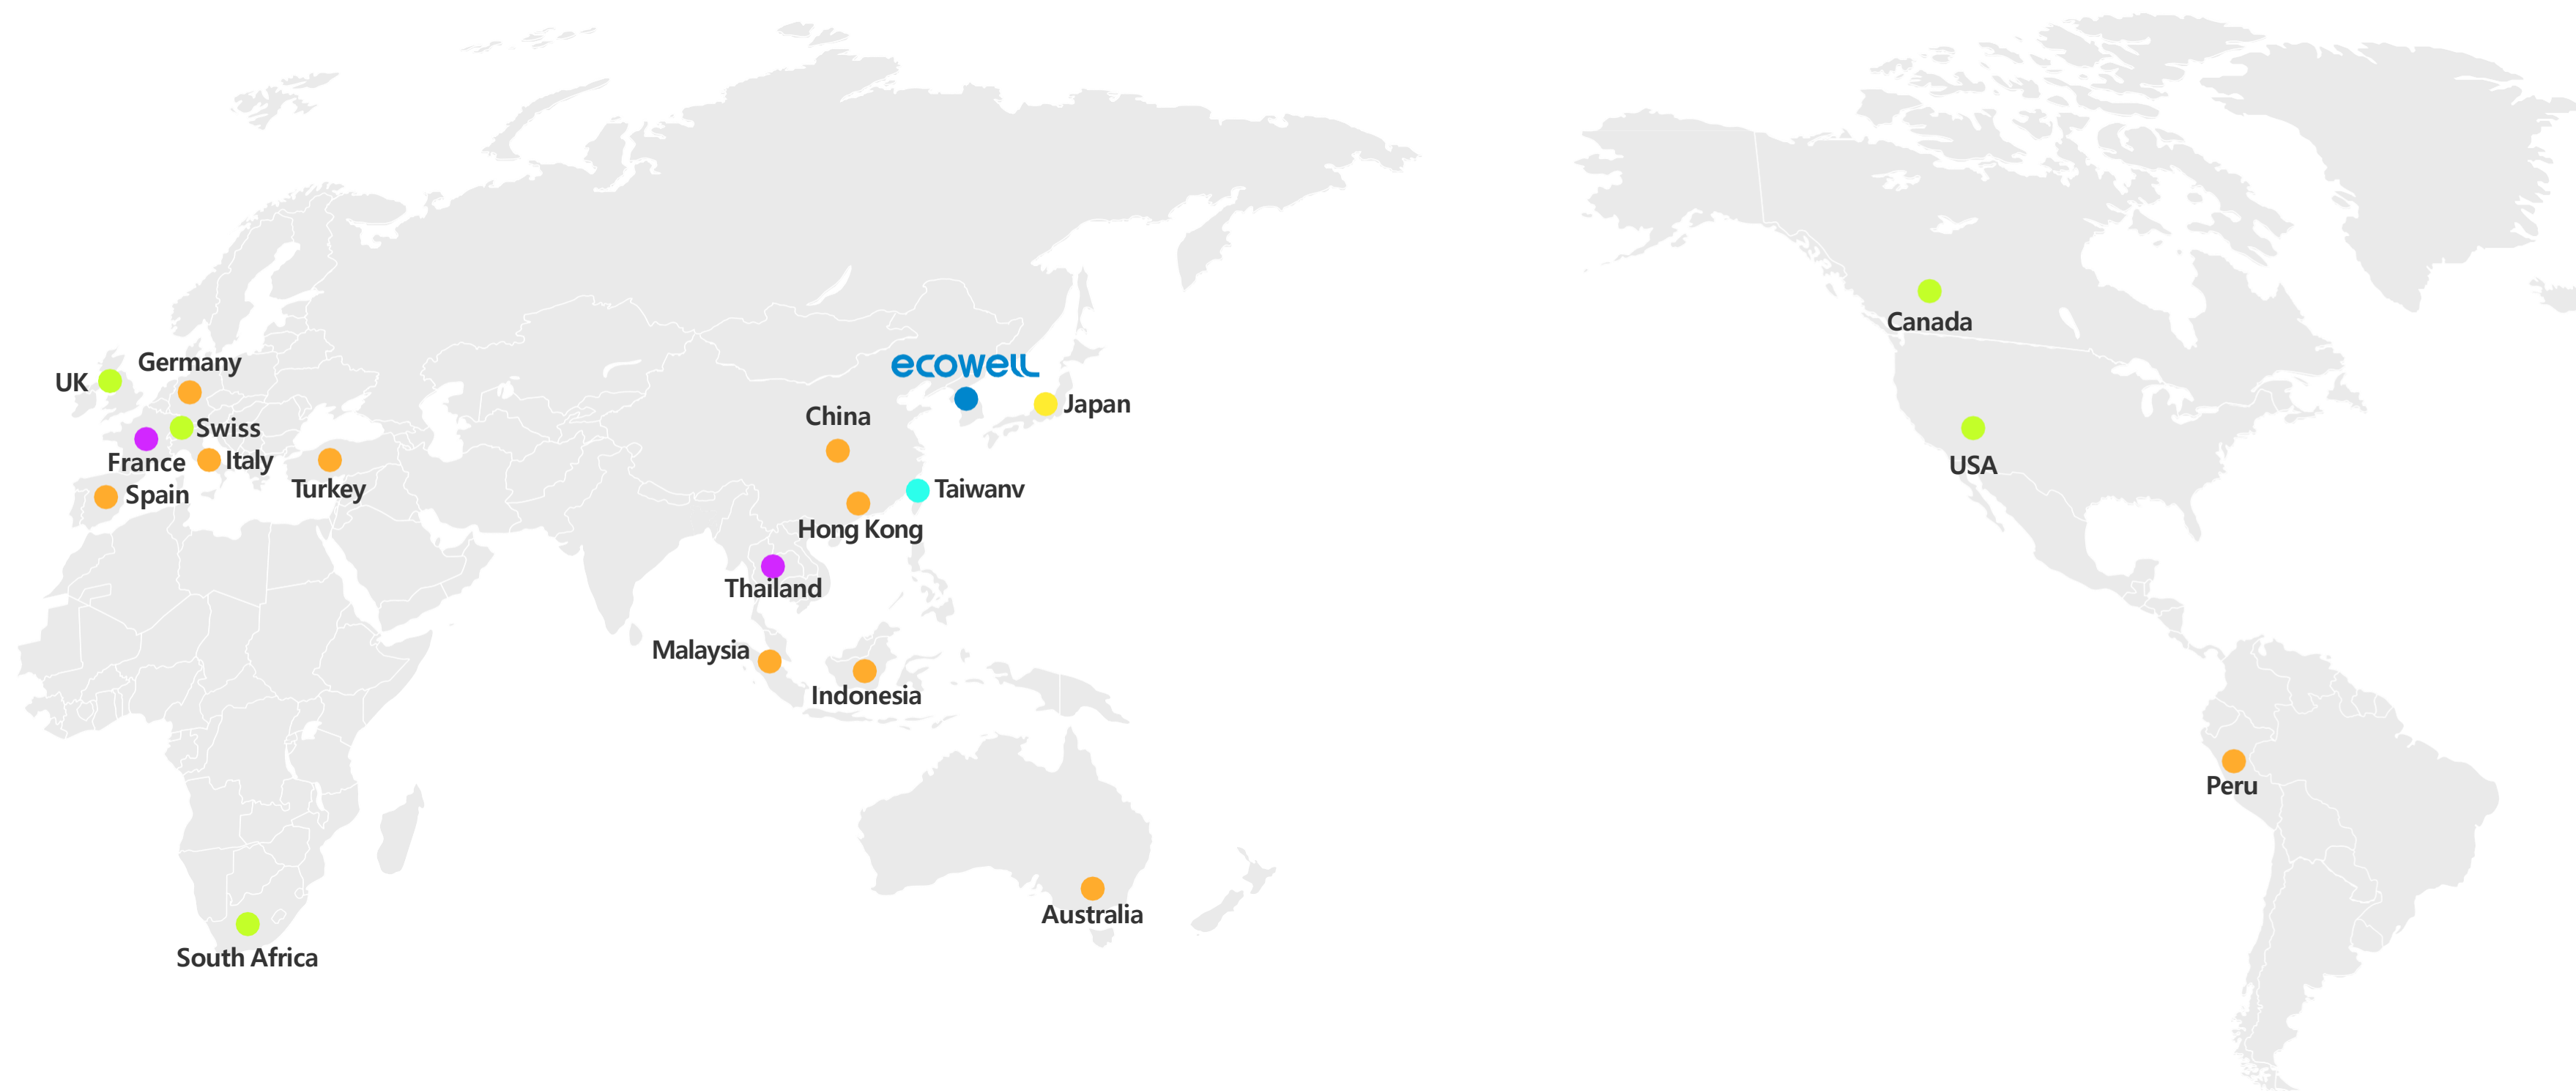 Canada
ecowell
Germany
UK
Japan
China
Swiss
France
Italy
USA
Turkey
Spain
Taiwanv
Hong Kong
Thailand
Malaysia
Indonesia
Peru
Australia
South Africa